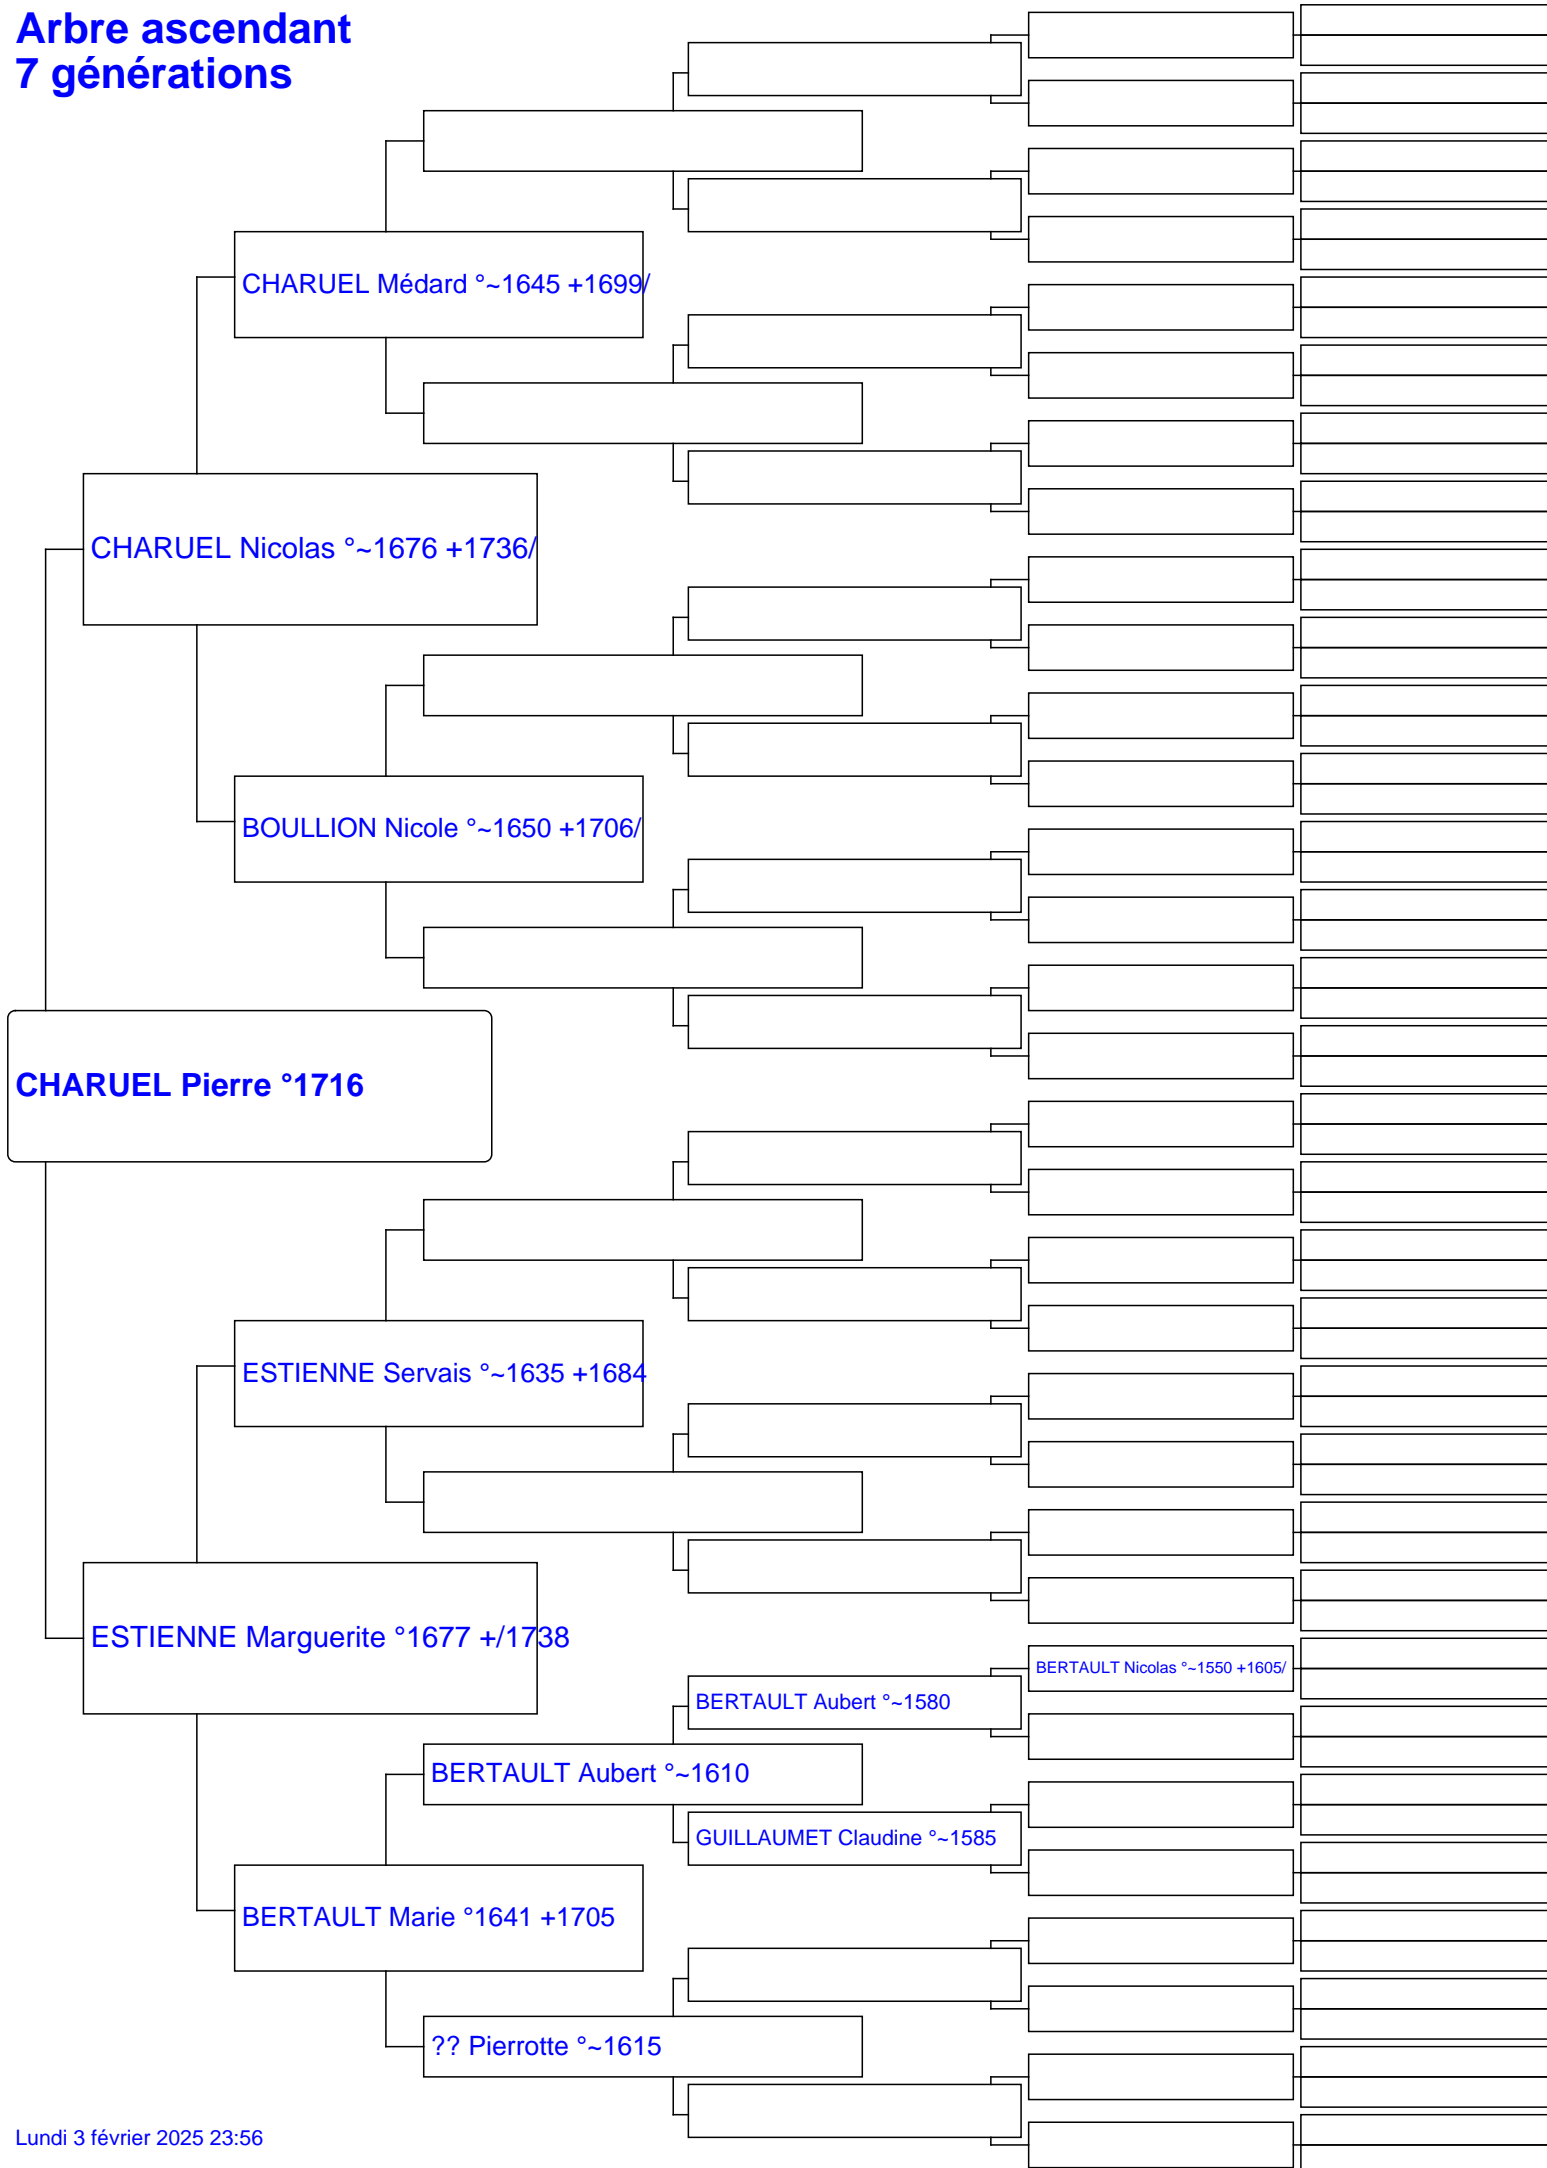 Arbre ascendant
7 générations
CHARUEL Médard °~1645 +1699/
CHARUEL Nicolas °~1676 +1736/
BOULLION Nicole °~1650 +1706/
CHARUEL Pierre °1716
ESTIENNE Servais °~1635 +1684
ESTIENNE Marguerite °1677 +/1738
BERTAULT Nicolas °~1550 +1605/
BERTAULT Aubert °~1580
BERTAULT Aubert °~1610
GUILLAUMET Claudine °~1585
BERTAULT Marie °1641 +1705
?? Pierrotte °~1615
Lundi 3 février 2025 23:56